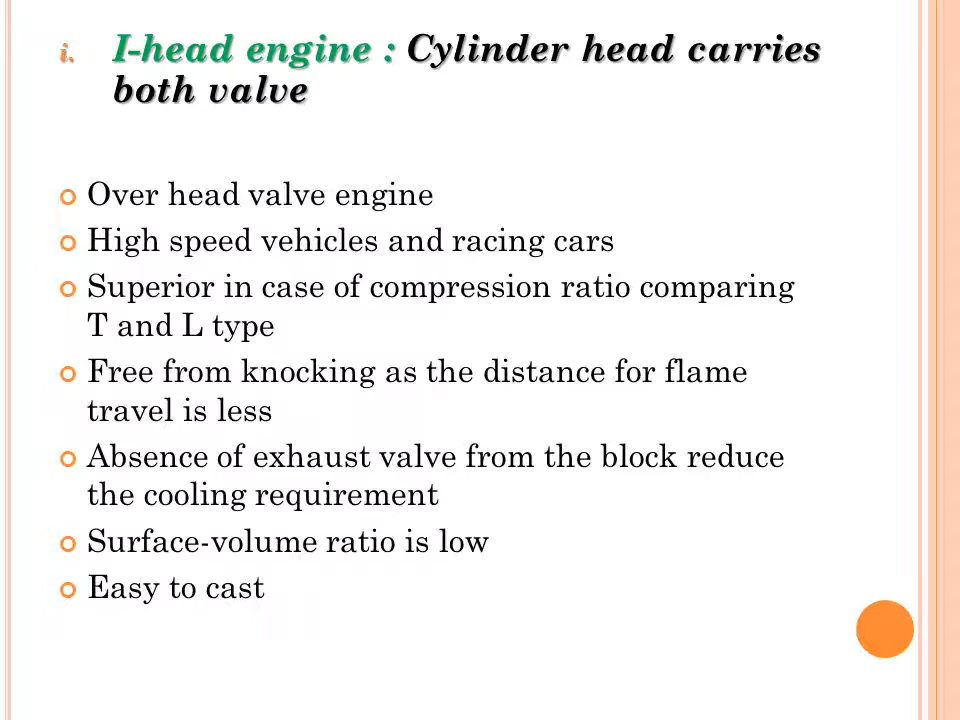 i. I-head engine : Cylinder head carries
both valve
Over head valve engine
High speed vehicles and racing cars
Superior in case of compression ratio comparing
T and L type
Free from knocking as the distance for flame
travel is less
Absence of exhaust valve from the block reduce
the cooling requirement
Surface-volume ratio is low
Easy to cast